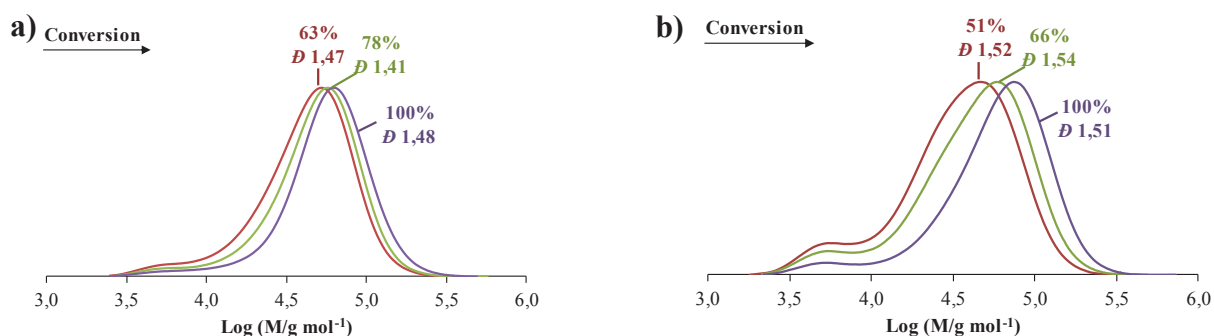 a)
Conversion
63%
Đ 1,47
78%
Đ 1,41
100%
Đ 1,48
3,0 3,5 4,0 4,5 5,0 5,5 6,0
Log (M/g mol⁻¹)
b)
Conversion
51%
Đ 1,52
66%
Đ 1,54
100%
Đ 1,51
3,0 3,5 4,0 4,5 5,0 5,5 6,0
Log (M/g mol⁻¹)